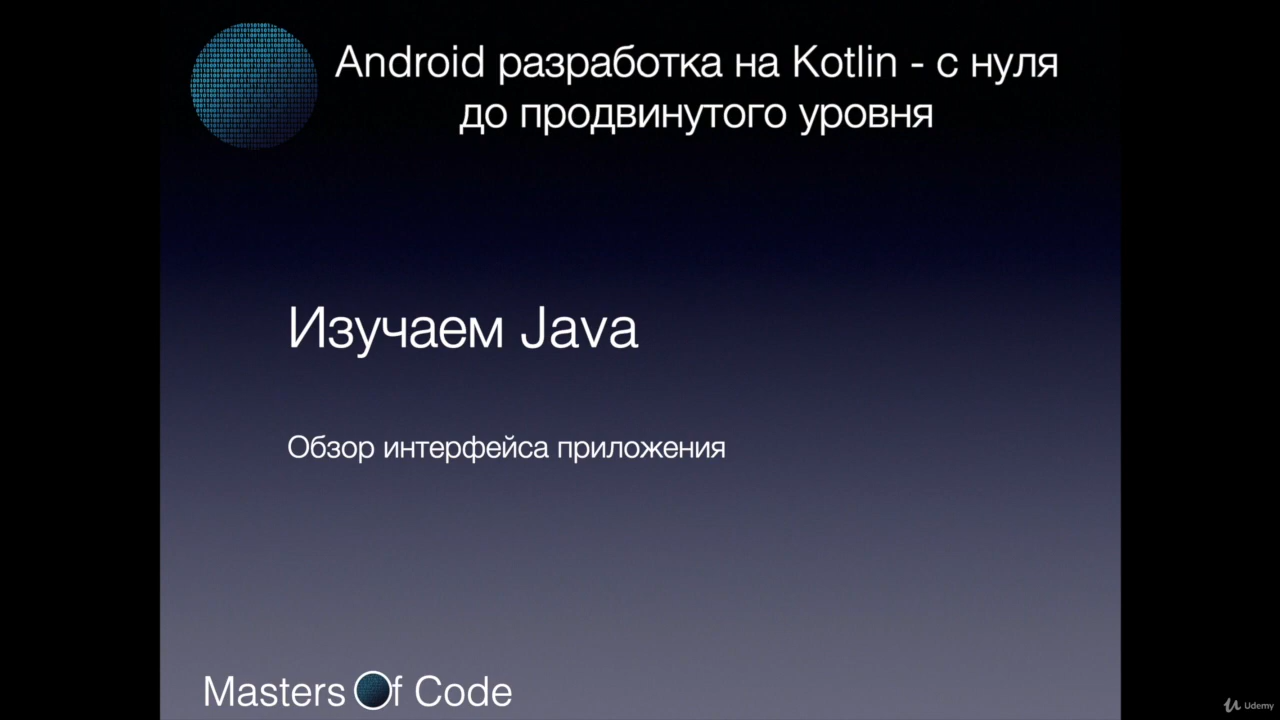 Android разработка на Kotlin - с нуля
до продвинутого уровня
Изучаем Java
Обзор интерфейса приложения
Masters Of Code
Udemy